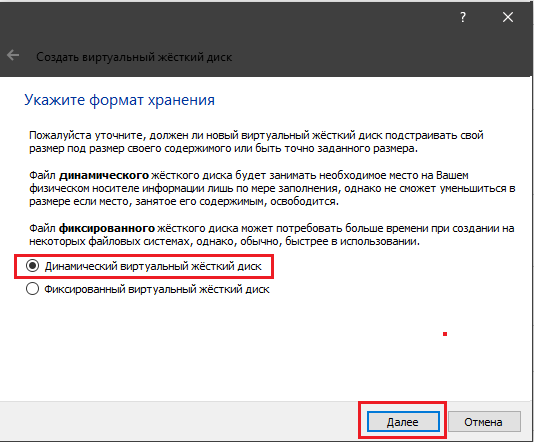 ?
Создать виртуальный жёсткий диск
Укажите формат хранения
Пожалуйста уточните, должен ли новый виртуальный жёсткий диск подстраивать свой
размер под размер своего содержимого или быть точно заданного размера.
Файл динамического жёсткого диска будет занимать необходимое место на Вашем
физическом носителе информации лишь по мере заполнения, однако не сможет уменьшиться в
размере если место, занятое его содержимым, освободится.
Файл фиксированного жёсткого диска может потребовать больше времени при создании на
некоторых файловых системах, однако, обычно, быстрее в использовании.
Динамический виртуальный жёсткий диск
Фиксированный виртуальный жёсткий диск
Далее
Отмена